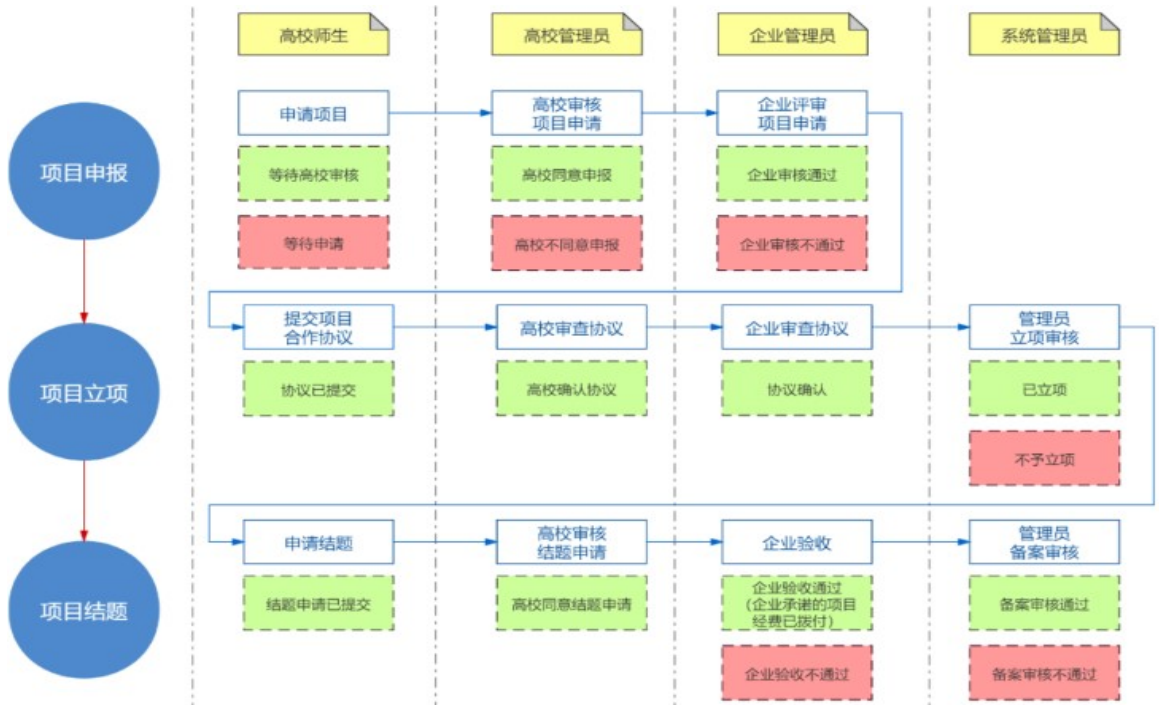 高校师生
高校管理员
企业管理员
系统管理员
项目申报
申请项目
高校审核
项目申请
企业评审
项目申请
等待高校审核
高校同意申报
企业审核通过
等待申请
高校不同意申报
企业审核不通过
项目立项
提交项目
合作协议
高校审查协议
企业审查协议
管理员
立项审核
协议已提交
高校确认协议
协议确认
已立项
不予立项
项目结题
申请结题
高校审核
结题申请
企业验收
管理员
备案审核
结题申请已提交
高校同意结题申请
企业验收通过
（企业承诺的项目
经费已拨付）
备案审核通过
企业验收不通过
备案审核不通过